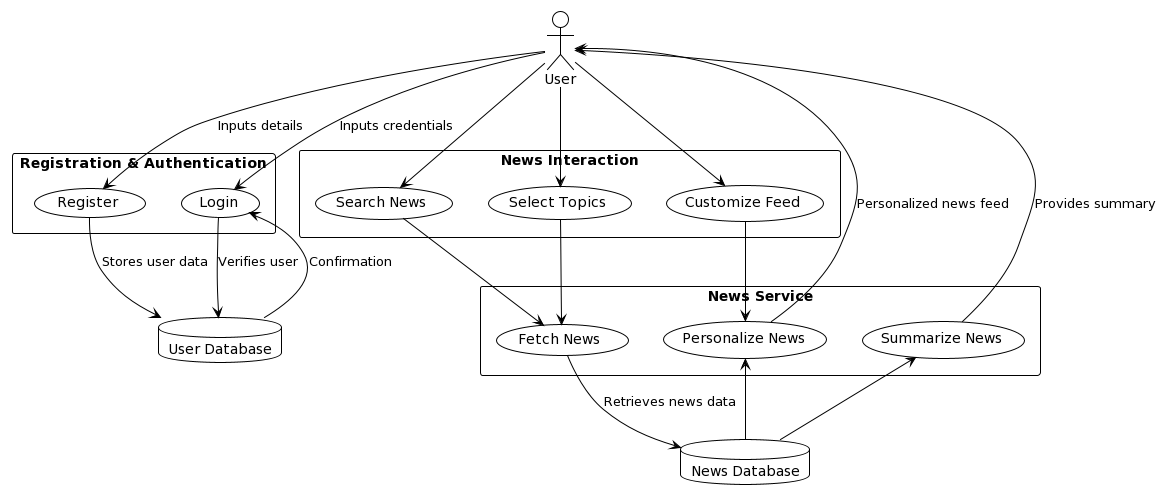 User
Inputs details
Inputs credentials
Registration & Authentication
News Interaction
Register
Login
Search News
Select Topics
Customize Feed
Personalized news feed
Provides summary
Stores user data
Verifies user
Confirmation
News Service
User Database
Fetch News
Personalize News
Summarize News
Retrieves news data
News Database